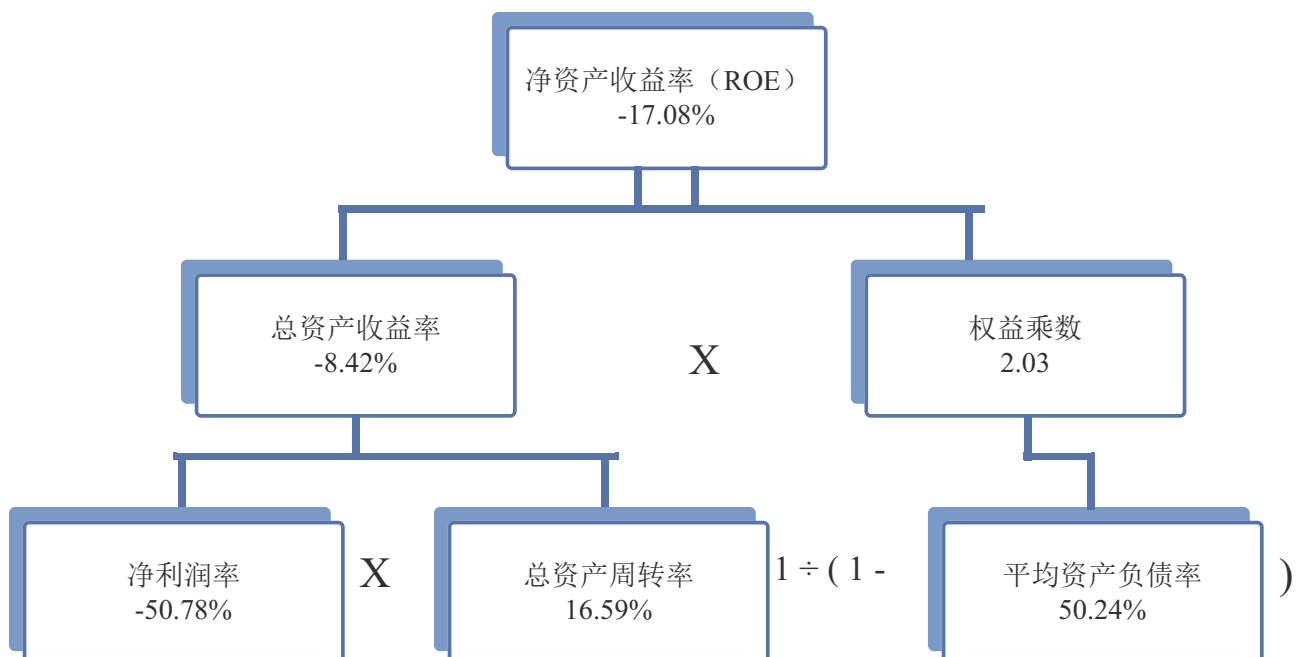 净资产收益率（ROE）
-17.08%
总资产收益率
-8.42%
X
权益乘数
2.03
净利润率
-50.78%
X
总资产周转率
16.59%
1 ÷ ( 1 -
平均资产负债率
50.24%
)